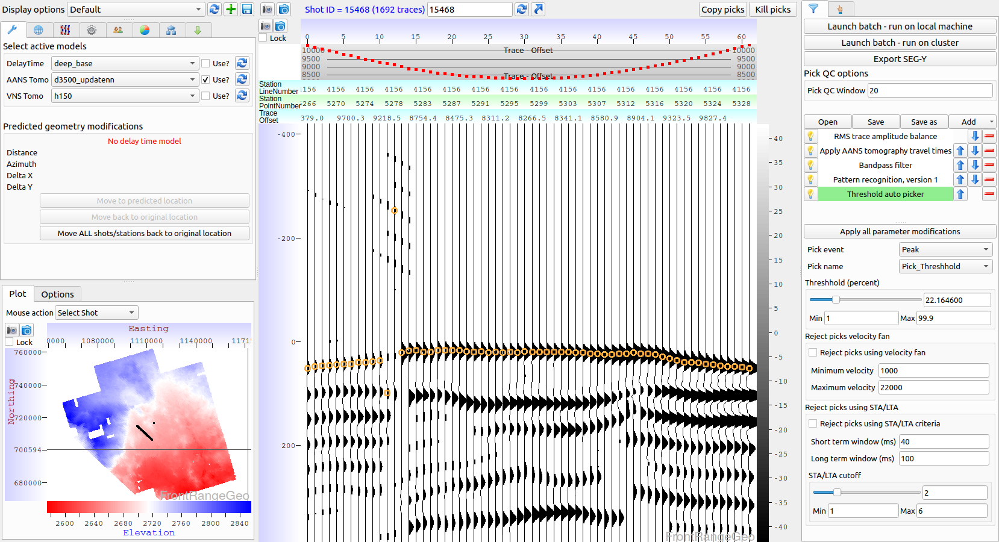 Display options Default
Shot ID = 15468 (1692 traces) 15468
Copy picks Kill picks
Select active models
DelayTime deep_base Use?
AANS Tomo d3500_updatenn Use?
VNS Tomo h150 Use?
Predicted geometry modifications
No delay time model
Distance
Azimuth
Delta X
Delta Y
Move to predicted location
Move back to original location
Move ALL shots/stations back to original location
Plot Options
Mouse action Select Shot
Lock
Easting
0000 1080000 1110000 1140000 1171
760000
740000
720000
700594
680000
Northing
FrontRangeGeo
2600 2640 2680 2720 2760 2800 2840
Elevation
Lock
0 5 10 15 20 25 30 35 40 45 50 55 60
10000 Trace - Offset 10000
9500 9500
9000 9000
8500 Trace - Offset 8500
Station
LineNumber 4156 4156 4156 4156 4156 4156 4156 4156 4156 4156 4156 4156 4156 4156 4156 4156
Station
PointNumber 5266 5270 5274 5278 5283 5287 5291 5295 5299 5303 5307 5312 5316 5320 5324 5328
Trace
Offset 379.0 9700.3 9218.5 8754.4 8475.3 8311.2 8266.5 8341.1 8580.9 8904.1 9323.5 9827.4
-400
-200
0
200
40
35
30
25
20
15
10
5
0
-5
-10
-15
-20
-25
-30
-35
-40
FrontRangeGeo
Launch batch - run on local machine
Launch batch - run on cluster
Export SEG-Y
Pick QC options
Pick QC Window 20
Open Save Save as Add
RMS trace amplitude balance
Apply AANS tomography travel times
Bandpass filter
Pattern recognition, version 1
Threshold auto picker
Apply all parameter modifications
Pick event Peak
Pick name Pick_Threshhold
Threshhold (percent)
22.164600
Min 1 Max 99.9
Reject picks velocity fan
Reject picks using velocity fan
Minimum velocity 1000
Maximum velocity 22000
Reject picks using STA/LTA
Reject picks using STA/LTA criteria
Short term window (ms) 40
Long term window (ms) 100
STA/LTA cutoff
2
Min 1 Max 6